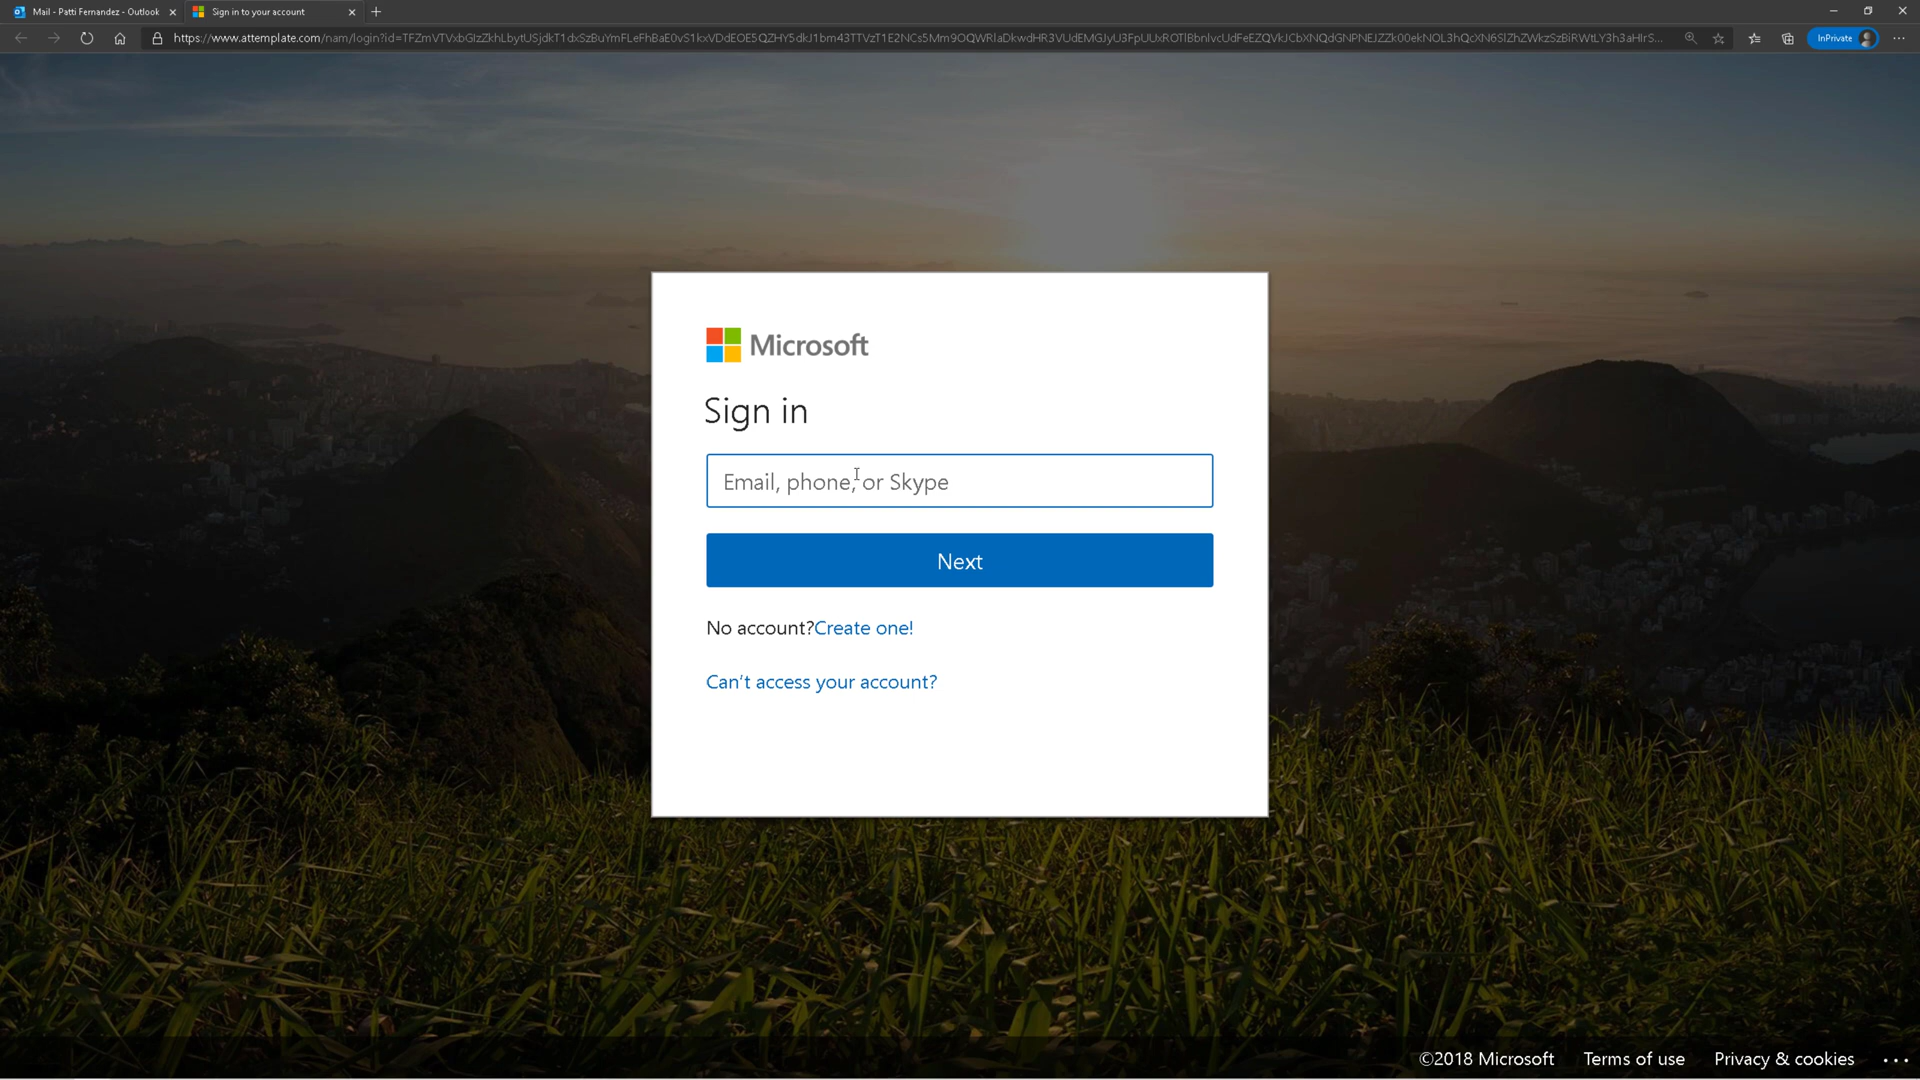 Mail - Patti Fernandez - Outlook
Sign in to your account
InPrivate
Microsoft
Sign in
Email, phone, or Skype
Next
No account?Create one!
Can't access your account?
©2018 Microsoft
Terms of use
Privacy & cookies